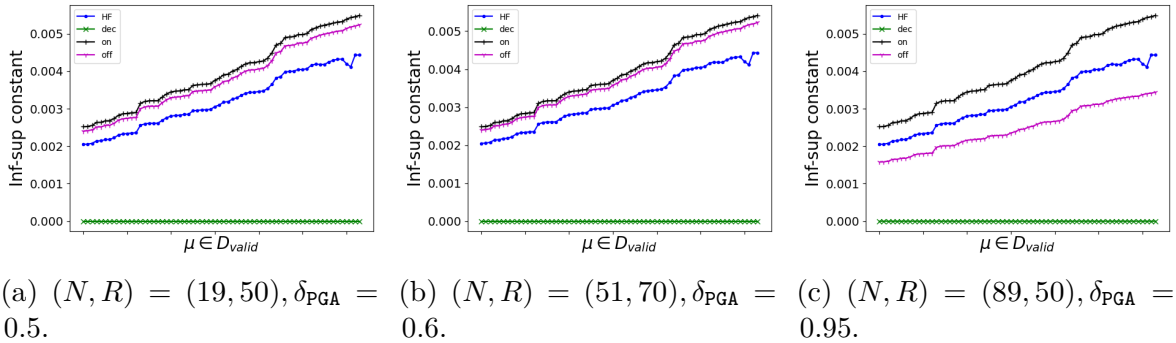 HF
dec
on
off
0.005
0.004
0.003
0.002
0.001
0.000
Inf-sup constant
μ ∈ D_valid
HF
dec
on
off
0.005
0.004
0.003
0.002
0.001
0.000
Inf-sup constant
μ ∈ D_valid
HF
dec
on
off
0.005
0.004
0.003
0.002
0.001
0.000
Inf-sup constant
μ ∈ D_valid
(a) (N, R) = (19, 50), δ_PGA =
0.5.
(b) (N, R) = (51, 70), δ_PGA =
0.6.
(c) (N, R) = (89, 50), δ_PGA =
0.95.